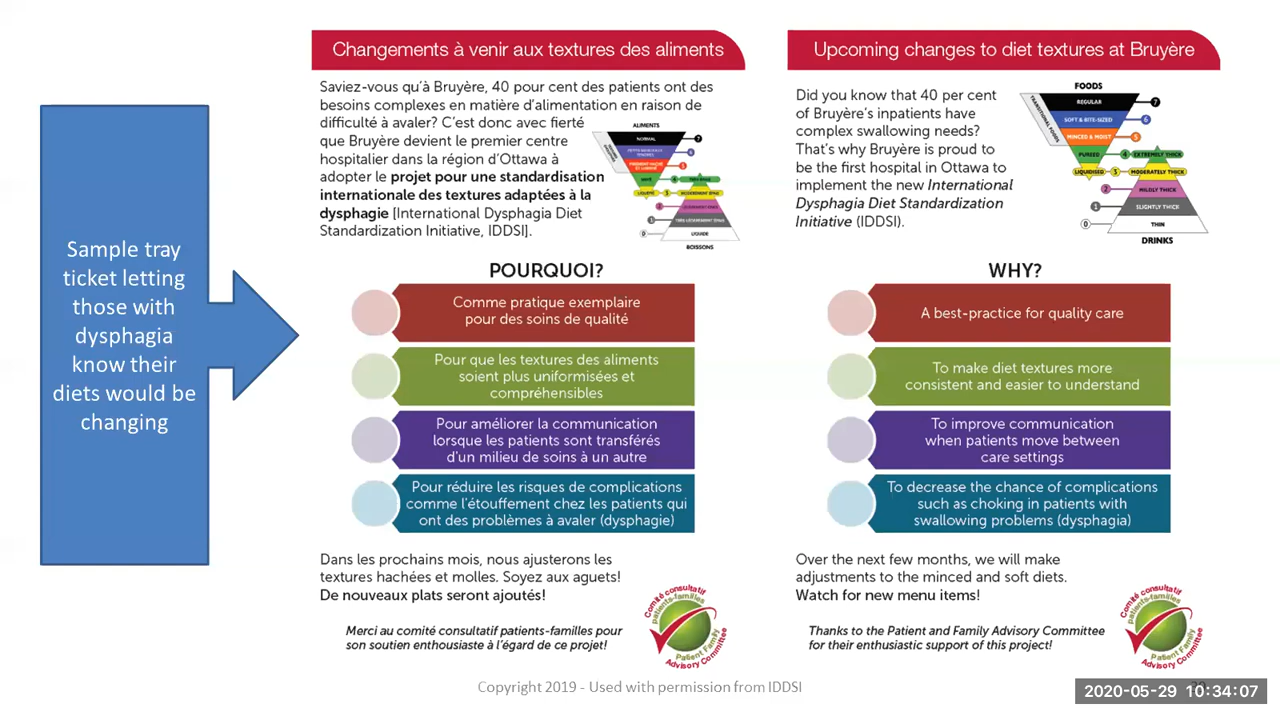 Sample tray
ticket letting
those with
dysphagia
know their
diets would be
changing
Changements à venir aux textures des aliments
Saviez-vous qu'à Bruyère, 40 pour cent des patients ont des
besoins complexes en matière d'alimentation en raison de
difficulté à avaler? C'est donc avec fierté
que Bruyère devient le premier centre
hospitalier dans la région d'Ottawa à
adopter le projet pour une standardisation
internationale des textures adaptées à la
dysphagie [International Dysphagia Diet
Standardization Initiative, IDDSI].
ALIMENTS
NORMAL
7
6
5
4
3
2
1
0
LIQUIDE
BOISSONS
POURQUOI?
Comme pratique exemplaire
pour des soins de qualité
Pour que les textures des aliments
soient plus uniformisées et
compréhensibles
Pour améliorer la communication
lorsque les patients sont transférés
d'un milieu de soins à un autre
Pour réduire les risques de complications
comme l'étouffement chez les patients qui
ont des problèmes à avaler (dysphagie)
Dans les prochains mois, nous ajusterons les
textures hachées et molles. Soyez aux aguets!
De nouveaux plats seront ajoutés!
Merci au comité consultatif patients-familles pour
son soutien enthousiaste à l'égard de ce projet!
Comité consultatif
patients-familles
Patient Family
Advisory Committee
Upcoming changes to diet textures at Bruyère
Did you know that 40 per cent
of Bruyère's inpatients have
complex swallowing needs?
That's why Bruyère is proud to
be the first hospital in Ottawa to
implement the new International
Dysphagia Diet Standardization
Initiative (IDDSI).
FOODS
TRANSITIONAL FOODS
REGULAR 7
SOFT & BITE-SIZED 6
MINCED & MOIST 5
PUREED 4 EXTREMELY THICK
LIQUIDISED 3 MODERATELY THICK
2 MILDLY THICK
1 SLIGHTLY THICK
0 THIN
DRINKS
WHY?
A best-practice for quality care
To make diet textures more
consistent and easier to understand
To improve communication
when patients move between
care settings
To decrease the chance of complications
such as choking in patients with
swallowing problems (dysphagia)
Over the next few months, we will make
adjustments to the minced and soft diets.
Watch for new menu items!
Thanks to the Patient and Family Advisory Committee
for their enthusiastic support of this project!
Comité consultatif
patients-familles
Patient Family
Advisory Committee
Copyright 2019 - Used with permission from IDDSI
2020-05-29 10:34:07